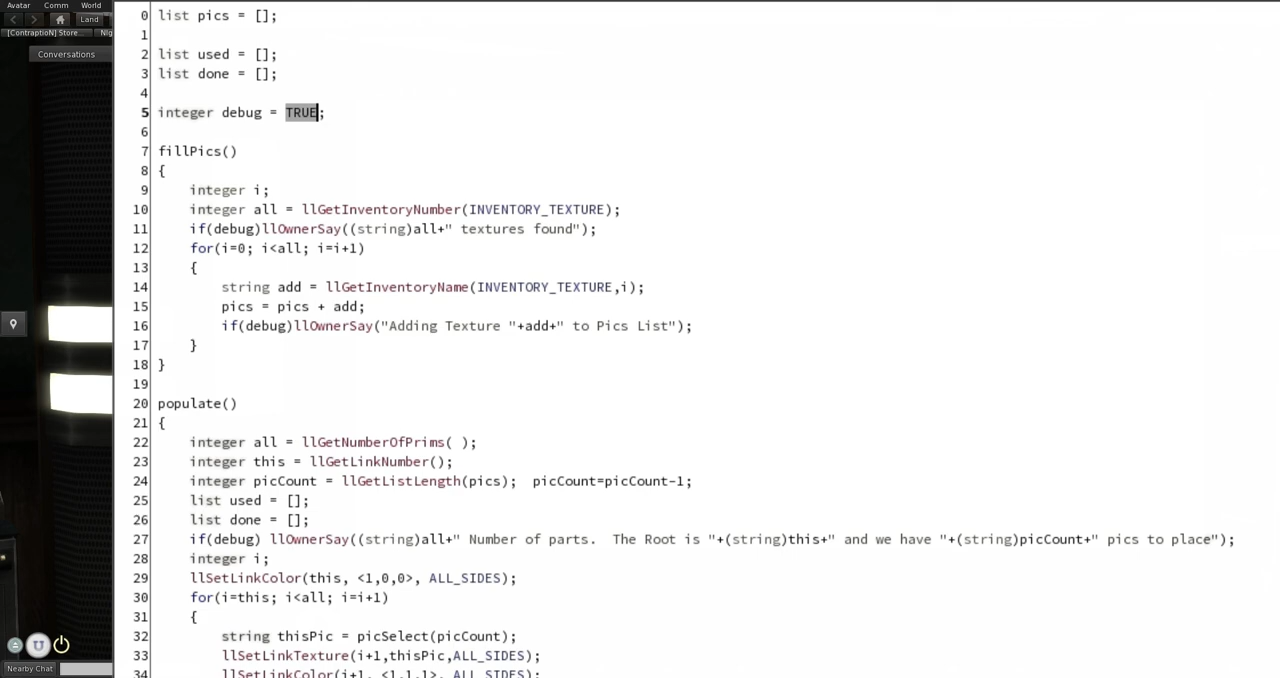 Avatar Comm World
Land
[ContraptioN] Store...
Conversations
Nearby Chat
0 list pics = [];
1
2 list used = [];
3 list done = [];
4
5 integer debug = TRUE;
6
7 fillPics()
8 {
9     integer i;
10     integer all = llGetInventoryNumber(INVENTORY_TEXTURE);
11     if(debug)llOwnerSay((string)all+" textures found");
12     for(i=0; i<all; i=i+1)
13     {
14         string add = llGetInventoryName(INVENTORY_TEXTURE,i);
15         pics = pics + add;
16         if(debug)llOwnerSay("Adding Texture "+add+" to Pics List");
17     }
18 }
19
20 populate()
21 {
22     integer all = llGetNumberOfPrims( );
23     integer this = llGetLinkNumber();
24     integer picCount = llGetListLength(pics);  picCount=picCount-1;
25     list used = [];
26     list done = [];
27     if(debug) llOwnerSay((string)all+" Number of parts.  The Root is "+(string)this+" and we have "+(string)picCount+" pics to place");
28     integer i;
29     llSetLinkColor(this, <1,0,0>, ALL_SIDES);
30     for(i=this; i<all; i=i+1)
31     {
32         string thisPic = picSelect(picCount);
33         llSetLinkTexture(i+1,thisPic,ALL_SIDES);
34         llSetLinkColor(i+1, <1,1,1>, ALL_SIDES);